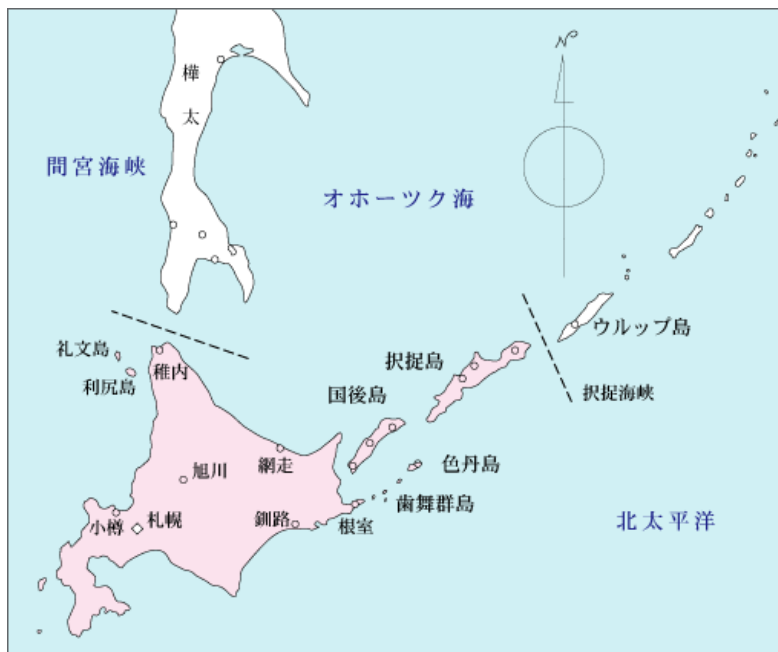 N
樺太
間宮海峡
オホーツク海
ウルップ島
礼文島
択捉島
稚内
利尻島
国後島
択捉海峡
網走
色丹島
旭川
歯舞群島
小樽
札幌
釧路
根室
北太平洋